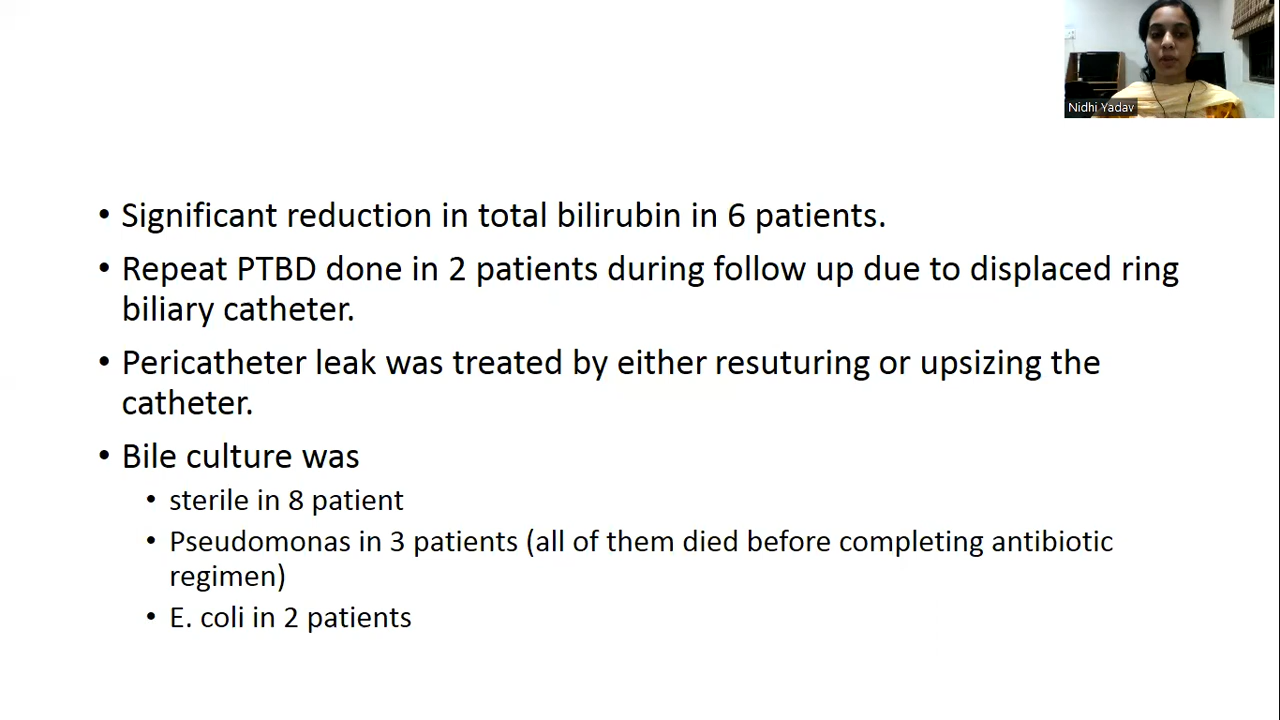 Nidhi Yadav
• Significant reduction in total bilirubin in 6 patients.
• Repeat PTBD done in 2 patients during follow up due to displaced ring
biliary catheter.
• Pericatheter leak was treated by either resuturing or upsizing the
catheter.
• Bile culture was
• sterile in 8 patient
• Pseudomonas in 3 patients (all of them died before completing antibiotic
regimen)
• E. coli in 2 patients